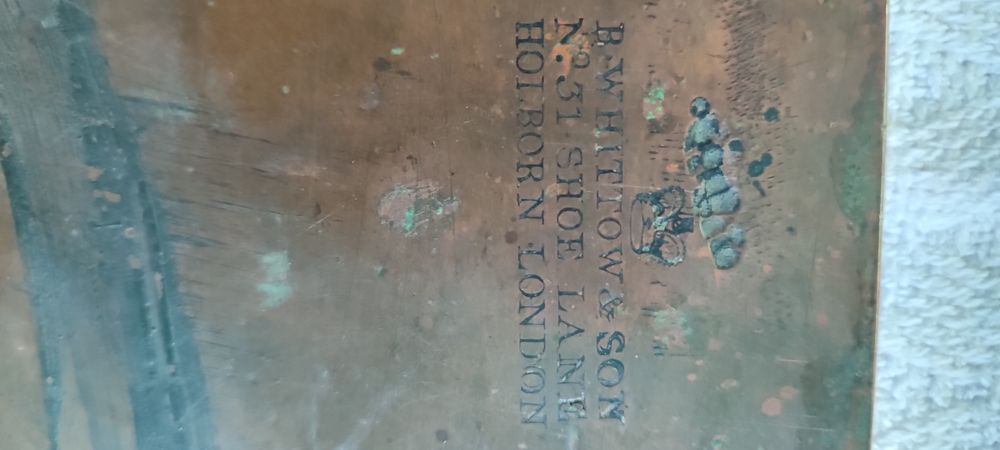 B. WHITTOW & SON
No. 31 SHOE LANE
HOLBORN LONDON